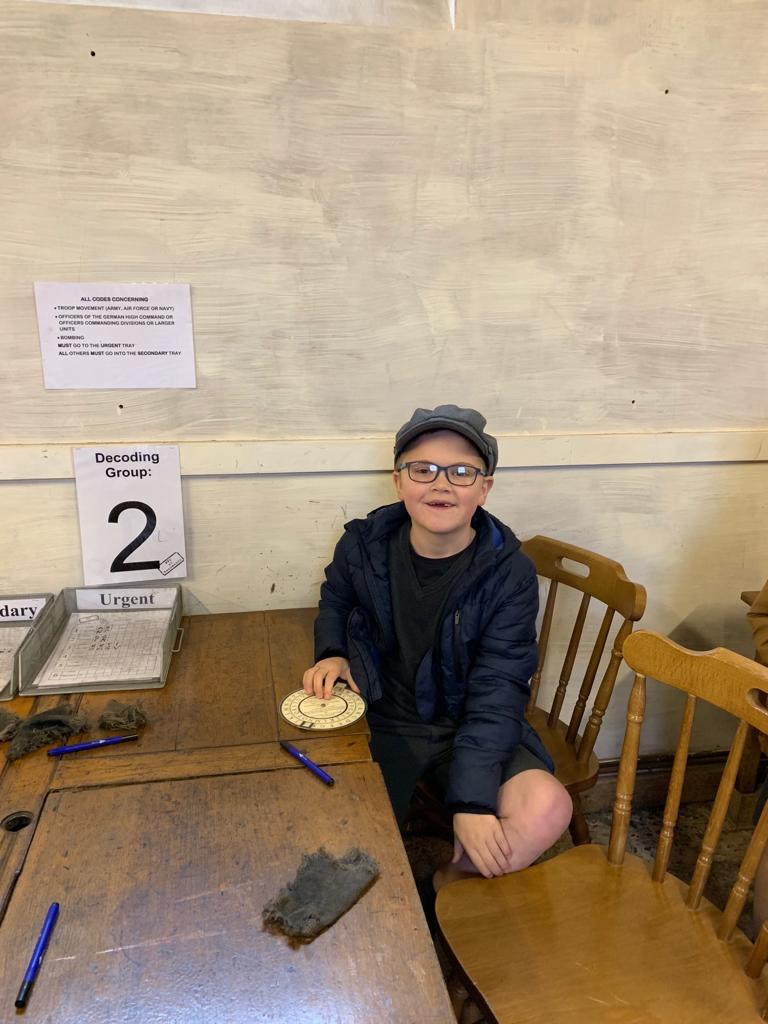 ALL CODES CONCERNING
• TROOP MOVEMENT (ARMY, AIR FORCE OR NAVY)
• OFFICERS OF THE GERMAN HIGH COMMAND OR
OFFICERS COMMANDING DIVISIONS OR LARGER
UNITS
• BOMBING
MUST GO TO THE URGENT TRAY
ALL OTHERS MUST GO INTO THE SECONDARY TRAY
Decoding
Group:
2
dary
Urgent